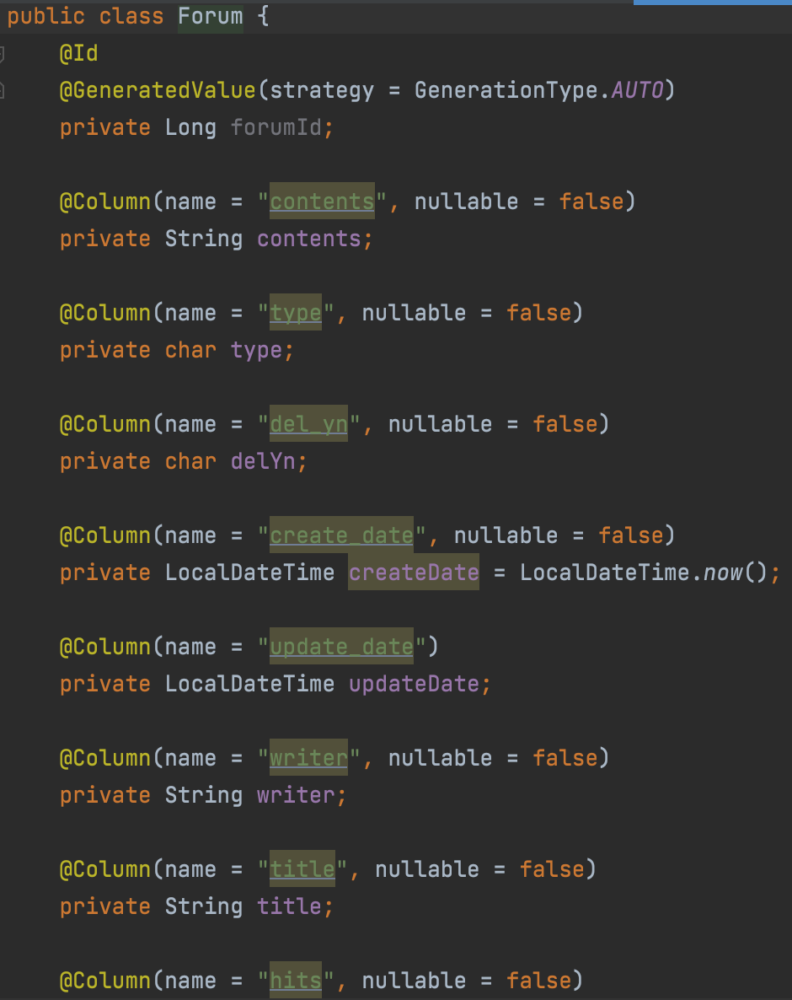 public class Forum {
@Id
@GeneratedValue(strategy = GenerationType.AUTO)
private Long forumId;
@Column(name = "contents", nullable = false)
private String contents;
@Column(name = "type", nullable = false)
private char type;
@Column(name = "del_yn", nullable = false)
private char delYn;
@Column(name = "create_date", nullable = false)
private LocalDateTime createDate = LocalDateTime.now();
@Column(name = "update_date")
private LocalDateTime updateDate;
@Column(name = "writer", nullable = false)
private String writer;
@Column(name = "title", nullable = false)
private String title;
@Column(name = "hits", nullable = false)